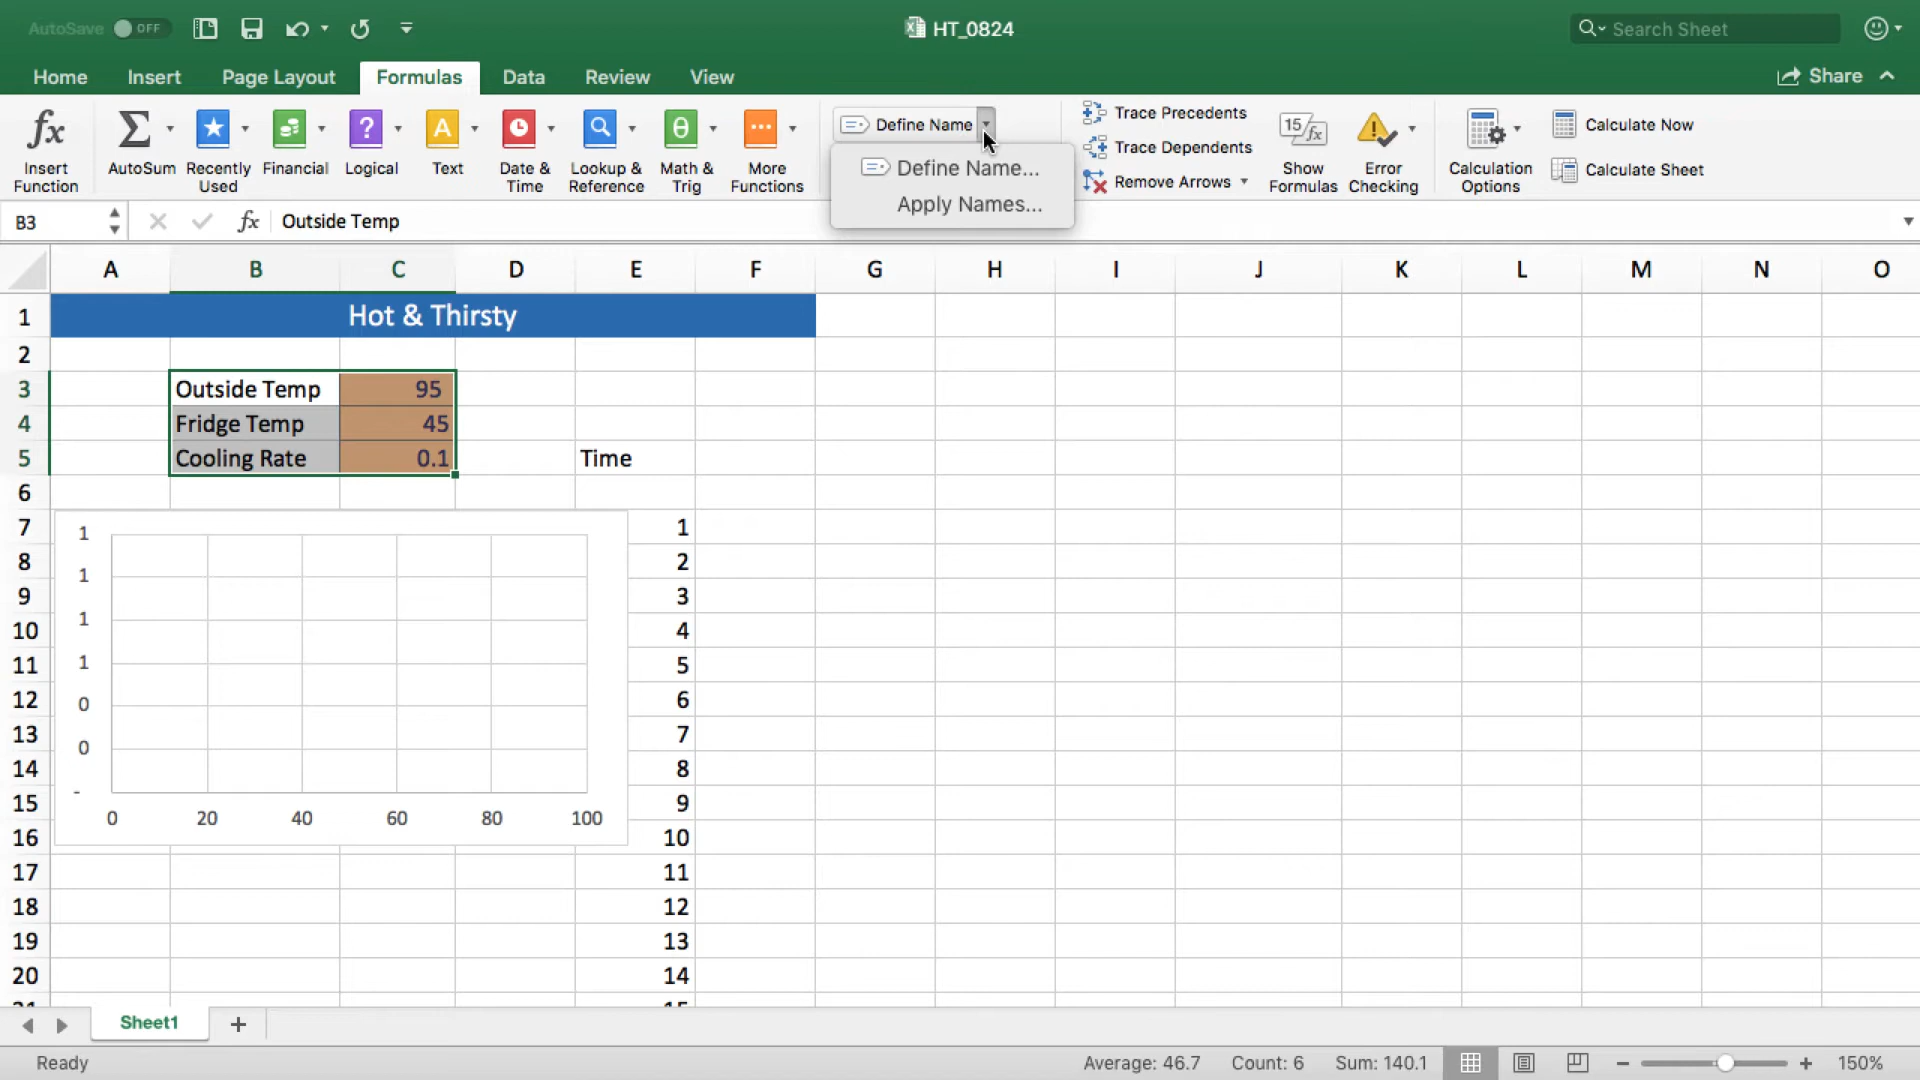 AutoSave OFF
HT_0824
Search Sheet
Home Insert Page Layout Formulas Data Review View
Share
Insert Function
AutoSum
Recently Used
Financial
Logical
Text
Date & Time
Lookup & Reference
Math & Trig
More Functions
Define Name
Define Name...
Apply Names...
Trace Precedents
Trace Dependents
Remove Arrows
Show Formulas
Error Checking
Calculation Options
Calculate Now
Calculate Sheet
B3 fx Outside Temp
A B C D E F G H I J K L M N O
1 Hot & Thirsty
2
3 Outside Temp 95
4 Fridge Temp 45
5 Cooling Rate 0.1 Time
6
7 1
8 2
9 3
10 4
11 5
12 6
13 7
14 8
15 9
16 10
17 11
18 12
19 13
20 14
1
1
1
1
0
0
-
0 20 40 60 80 100
Sheet1
Ready
Average: 46.7 Count: 6 Sum: 140.1
150%